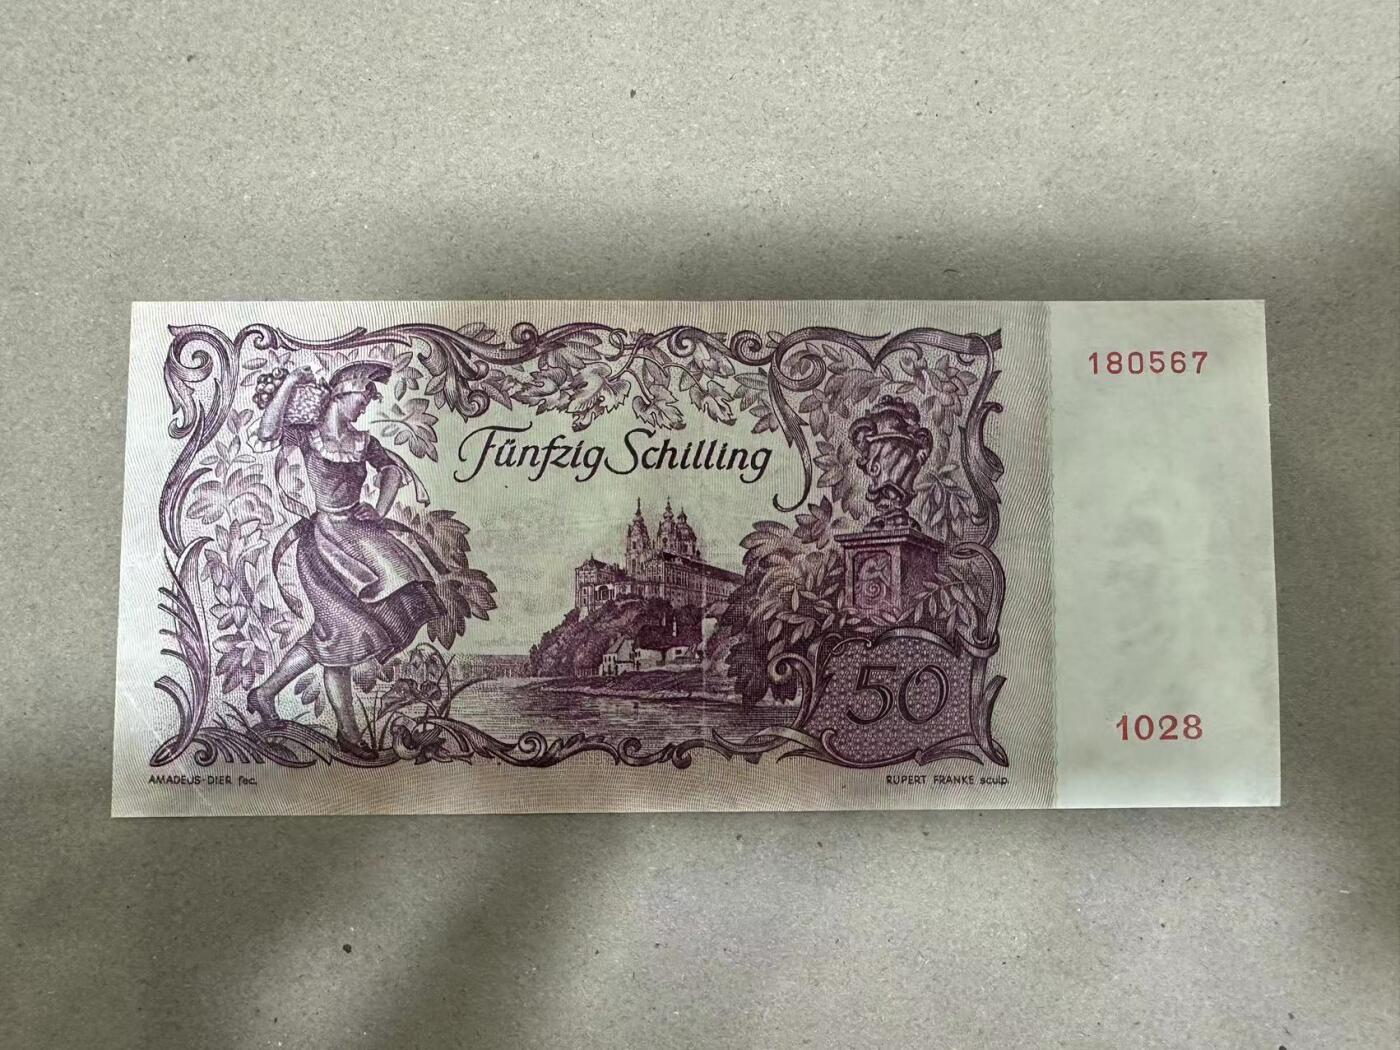 180567
Fünfzig Schilling
50
1028
AMADEUS-DIER fec.
RUPERT FRANKE sculp.